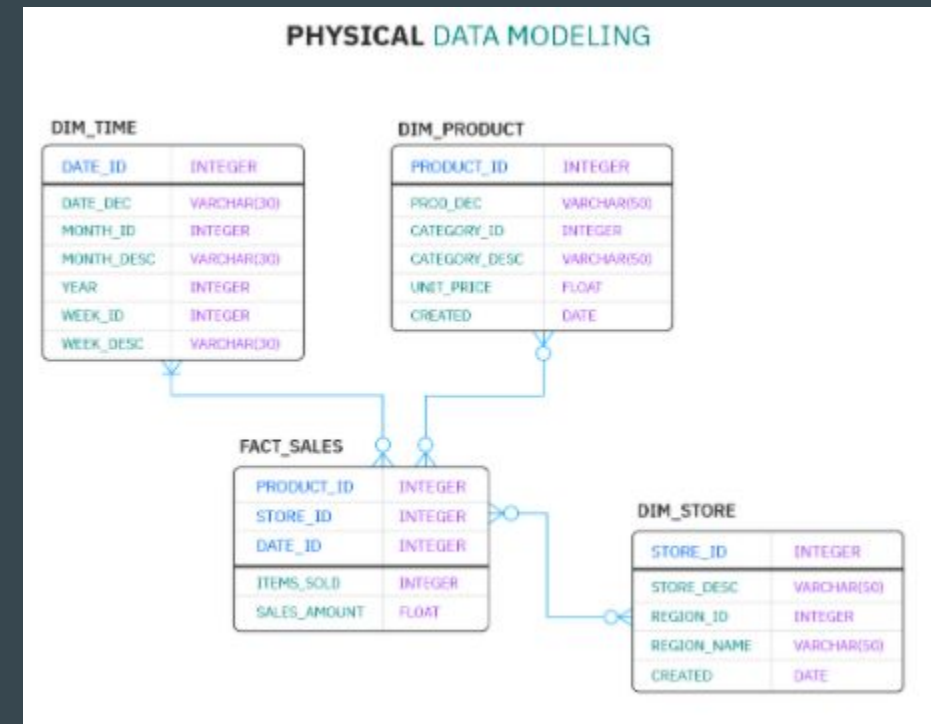 PHYSICAL DATA MODELING
DIM_TIME
DATE_ID INTEGER
DATE_DEC VARCHAR(30)
MONTH_ID INTEGER
MONTH_DESC VARCHAR(30)
YEAR INTEGER
WEEK_ID INTEGER
WEEK_DESC VARCHAR(30)
DIM_PRODUCT
PRODUCT_ID INTEGER
PROD_DEC VARCHAR(50)
CATEGORY_ID INTEGER
CATEGORY_DESC VARCHAR(50)
UNIT_PRICE FLOAT
CREATED DATE
FACT_SALES
PRODUCT_ID INTEGER
STORE_ID INTEGER
DATE_ID INTEGER
ITEMS_SOLD INTEGER
SALES_AMOUNT FLOAT
DIM_STORE
STORE_ID INTEGER
STORE_DESC VARCHAR(50)
REGION_ID INTEGER
REGION_NAME VARCHAR(50)
CREATED DATE